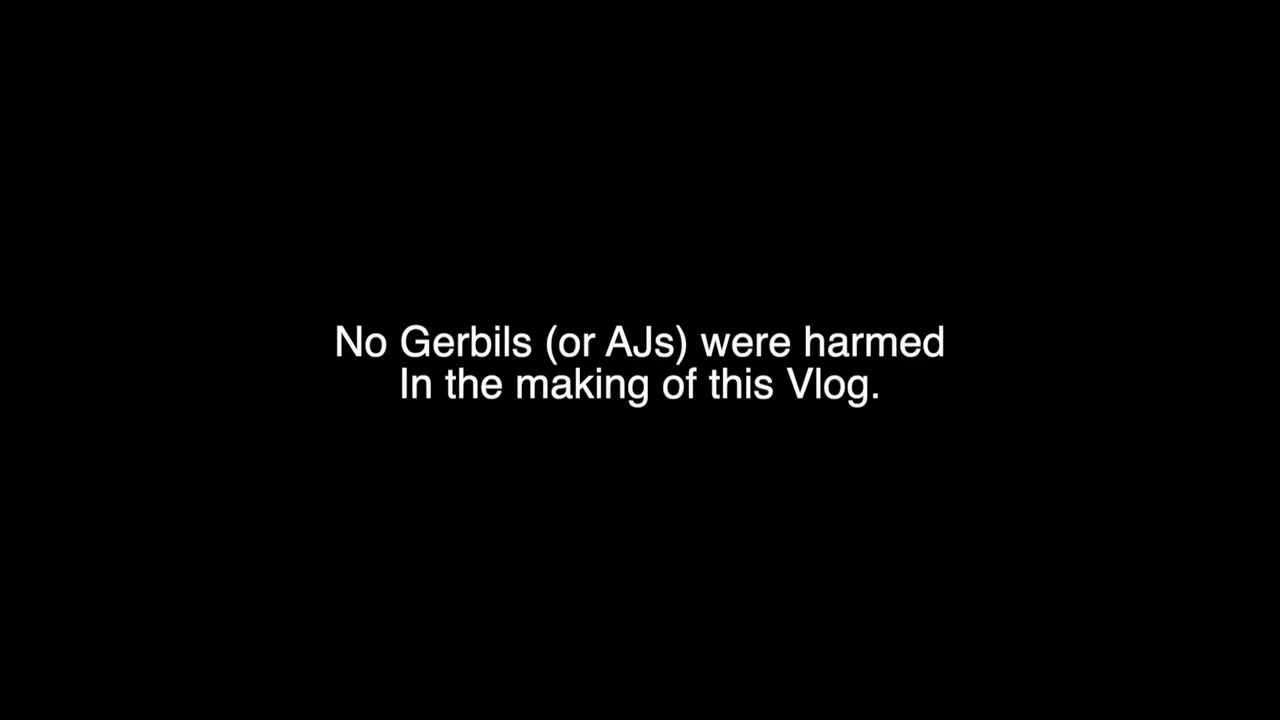 No Gerbils (or AJs) were harmed
In the making of this Vlog.